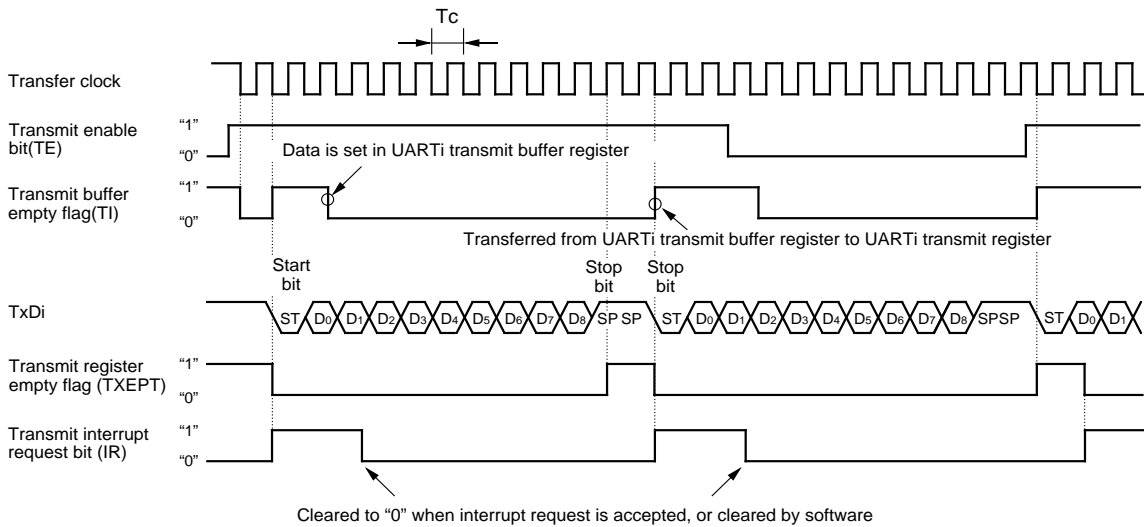 Tc
Transfer clock
Transmit enable
bit(TE)
“1”
“0”
Data is set in UARTi transmit buffer register
Transmit buffer
empty flag(TI)
“1”
“0”
Transferred from UARTi transmit buffer register to UARTi transmit register
Start
bit
Stop
bit
Stop
bit
TxDi
ST D0 D1 D2 D3 D4 D5 D6 D7 D8 SP SP ST D0 D1 D2 D3 D4 D5 D6 D7 D8 SPSP ST D0 D1
Transmit register
empty flag (TXEPT)
“1”
“0”
Transmit interrupt
request bit (IR)
“1”
“0”
Cleared to “0” when interrupt request is accepted, or cleared by software